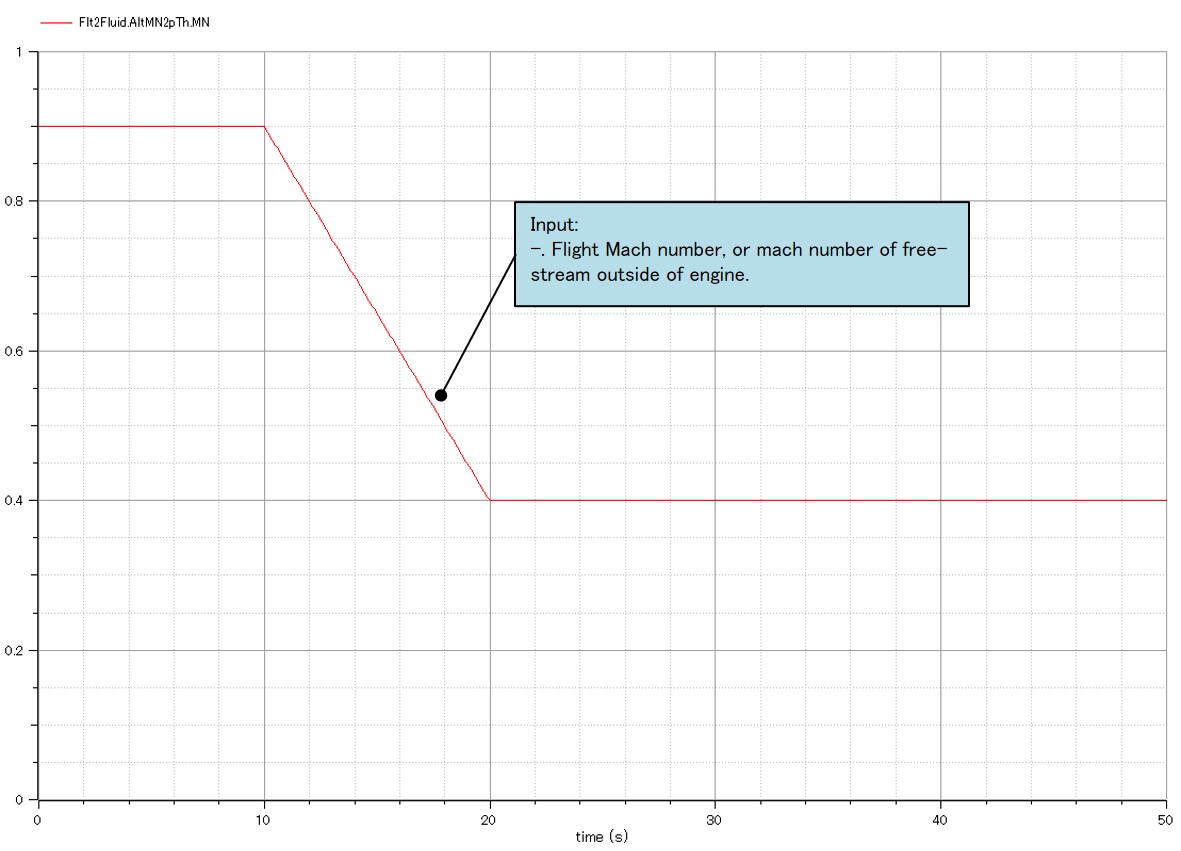 Flt2Fluid.AltMN2pTh.MN
1
0.8
Input:
-. Flight Mach number, or mach number of free-
stream outside of engine.
0.6
0.4
0.2
0
0 10 20 30 40 50
time (s)